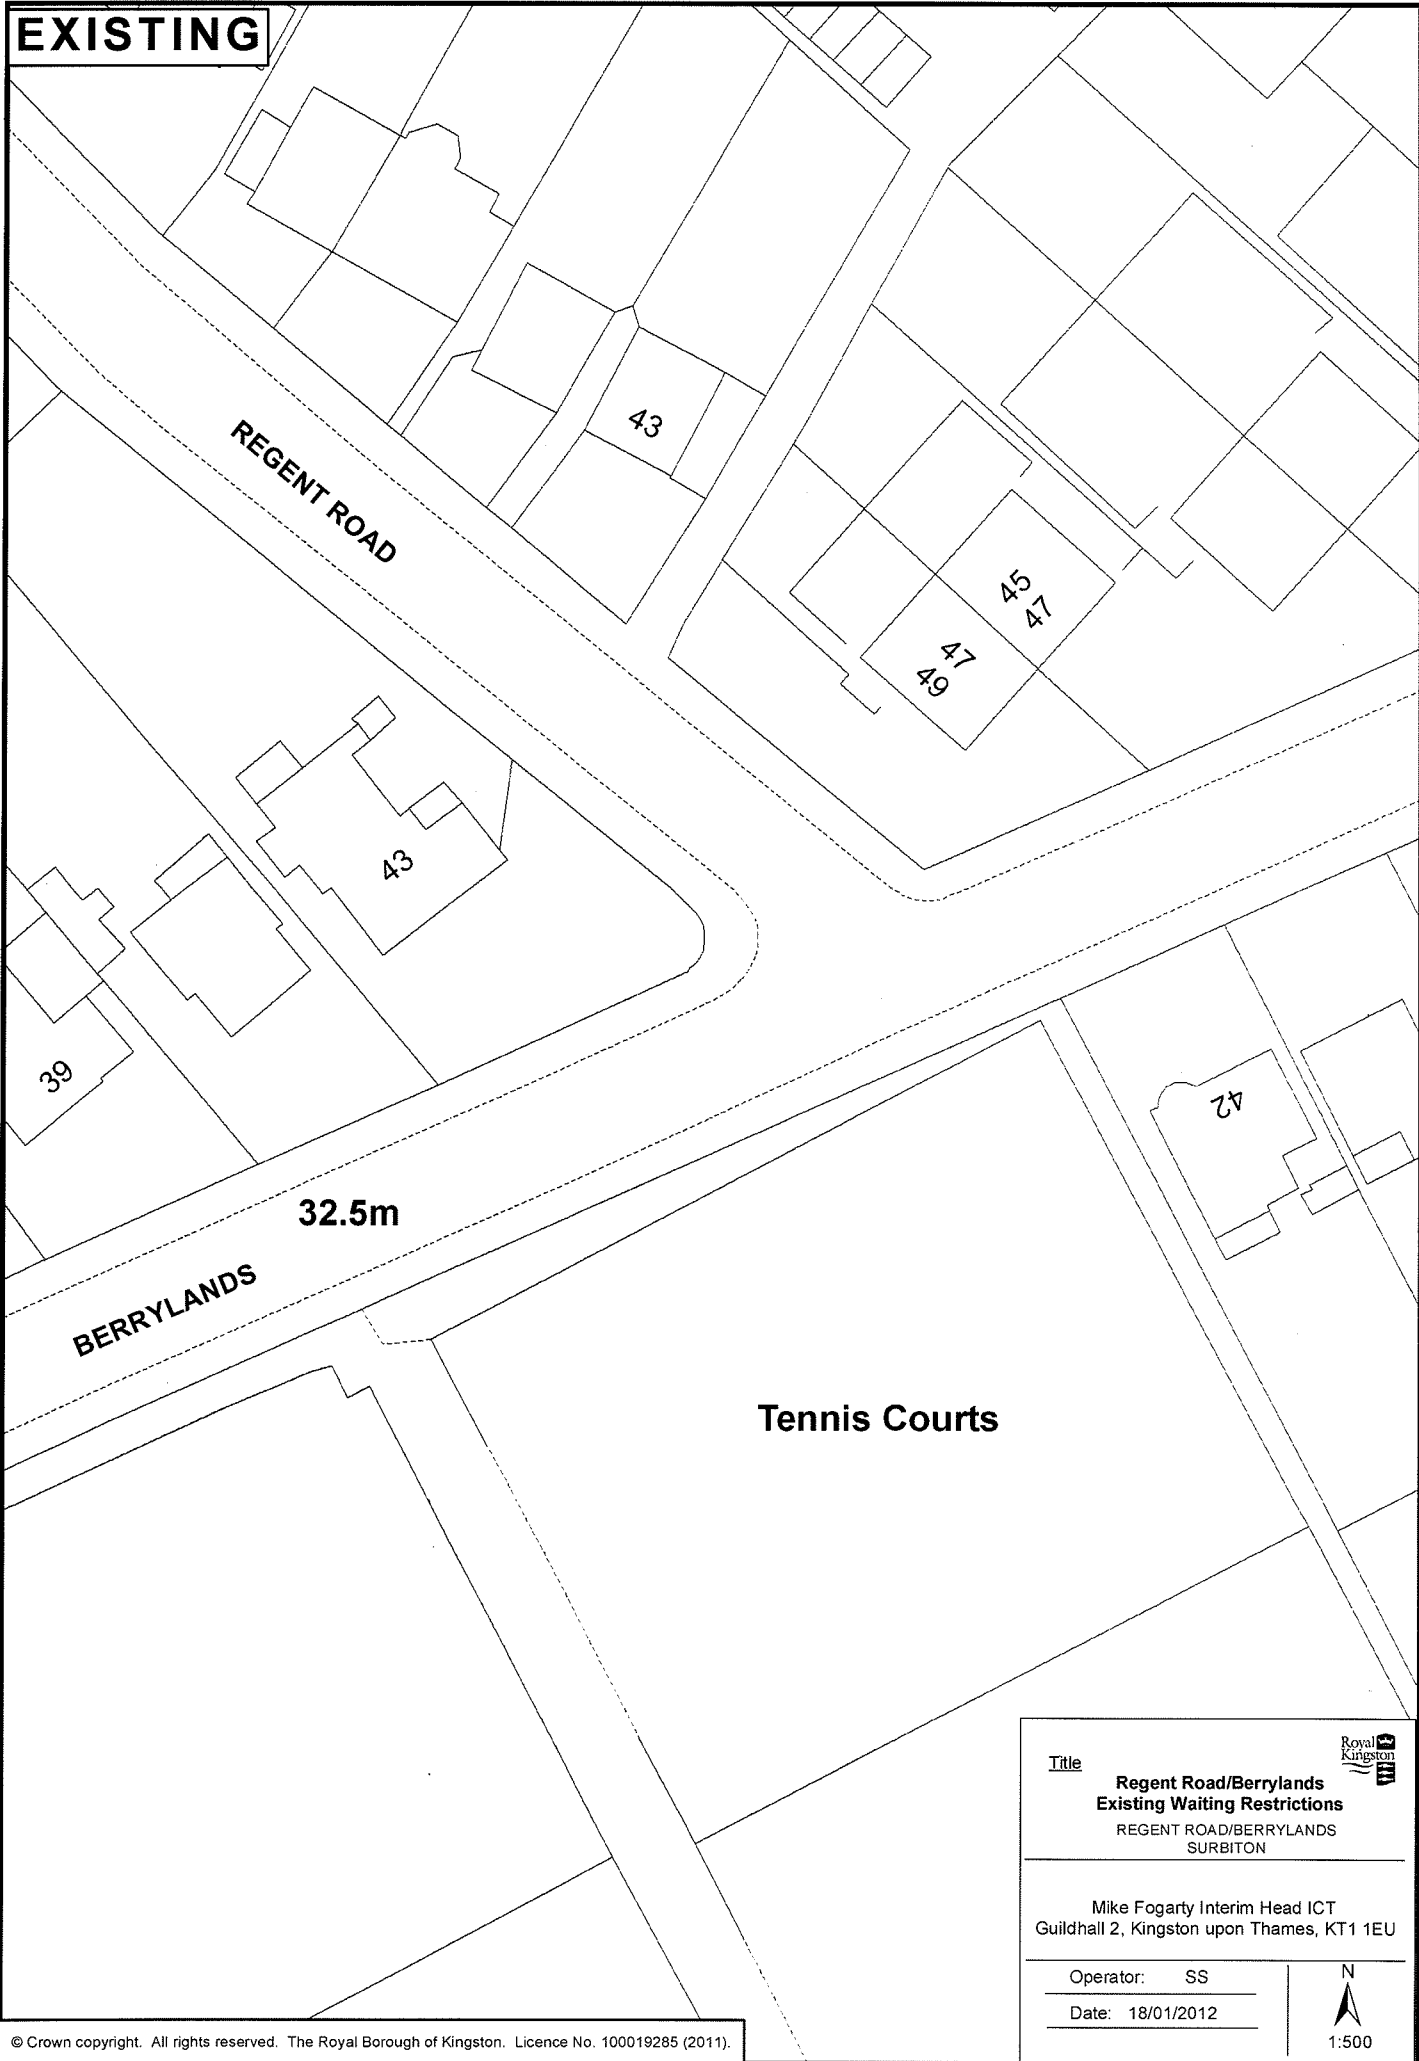 EXISTING
REGENT ROAD
43
45
47
47
49
43
39
42
32.5m
BERRYLANDS
Tennis Courts
Title
Royal
Kingston
Regent Road/Berrylands
Existing Waiting Restrictions
REGENT ROAD/BERRYLANDS
SURBITON
Mike Fogarty Interim Head ICT
Guildhall 2, Kingston upon Thames, KT1 1EU
Operator: SS
Date: 18/01/2012
N
1:500
© Crown copyright. All rights reserved. The Royal Borough of Kingston. Licence No. 100019285 (2011).